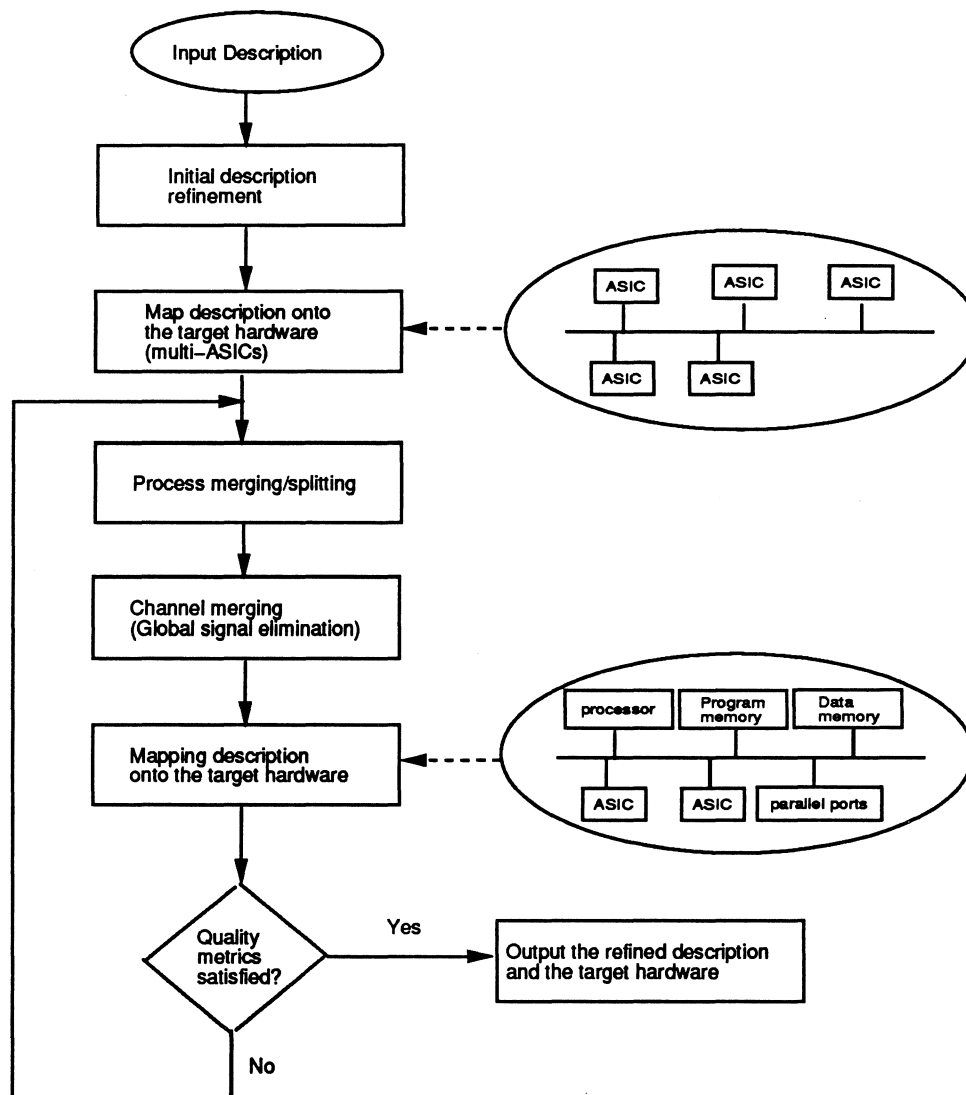 Input Description
Initial description
refinement
Map description onto
the target hardware
(multi-ASICs)
ASIC
ASIC
ASIC
ASIC
ASIC
Process merging/splitting
Channel merging
(Global signal elimination)
Mapping description
onto the target hardware
processor
Program
memory
Data
memory
ASIC
ASIC
parallel ports
Quality
metrics
satisfied?
Yes
Output the refined description
and the target hardware
No